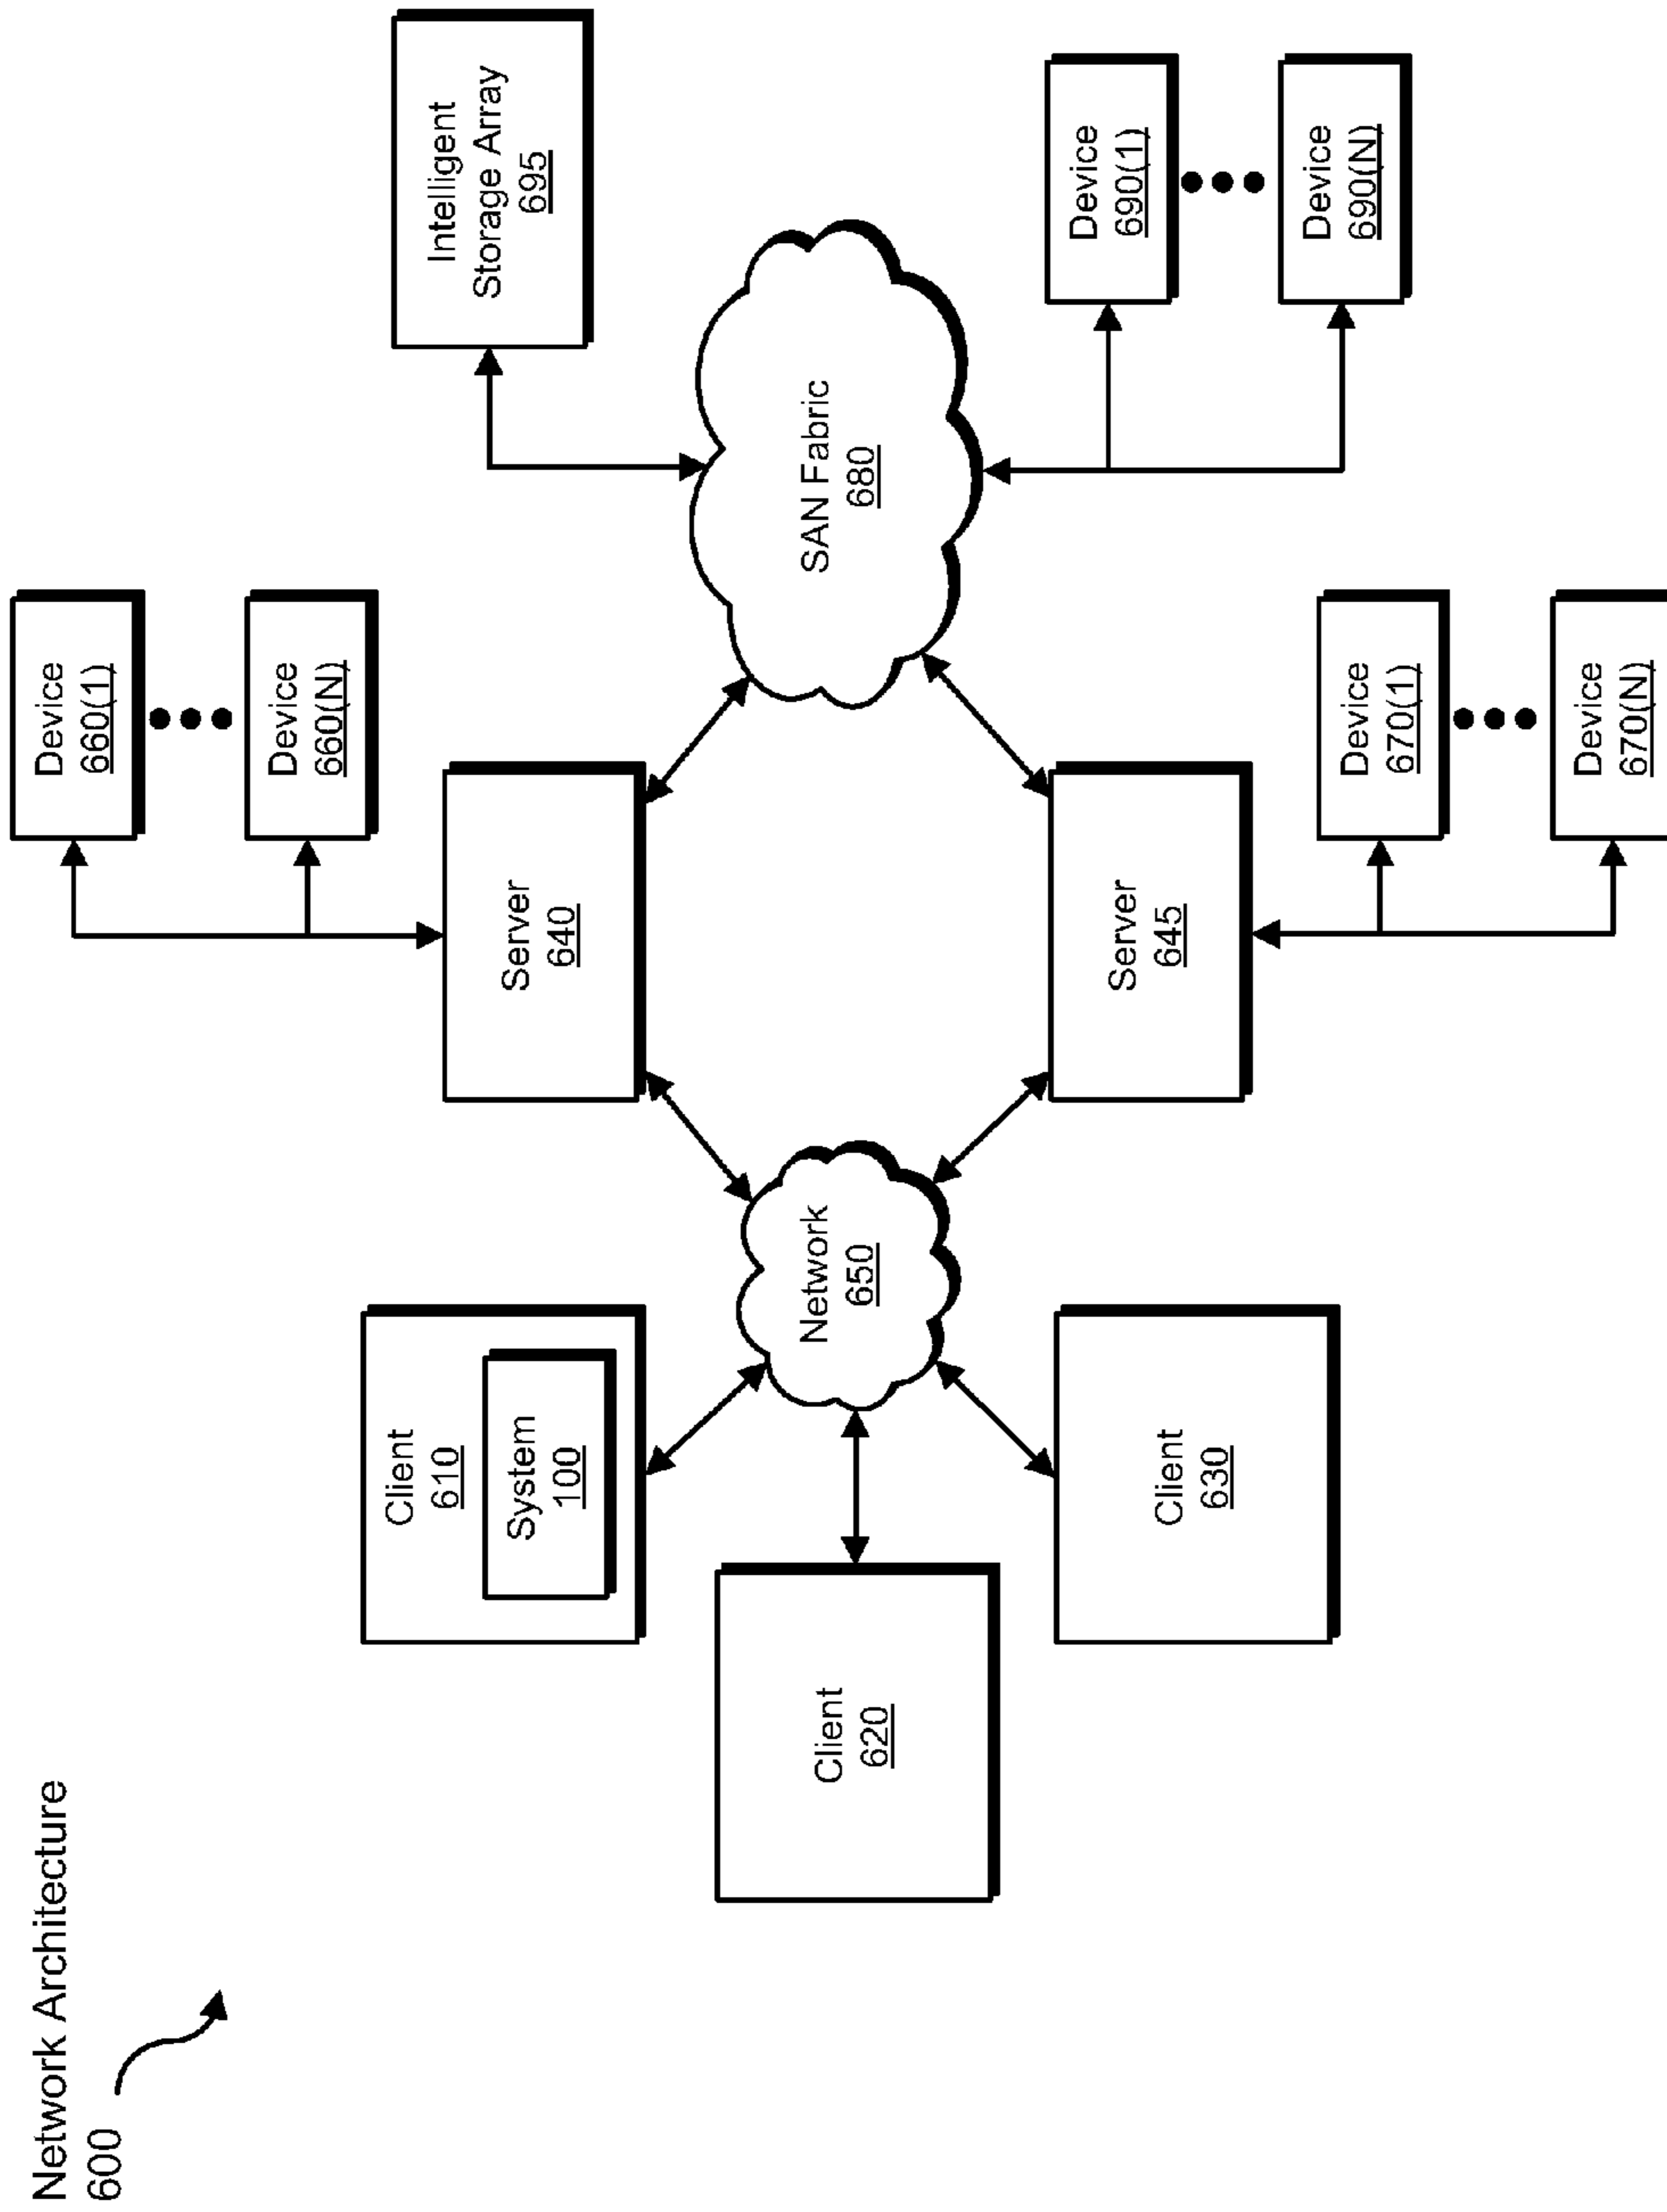 Network Architecture
600
Client
610
System
100
Client
620
Client
630
Network
650
Server
640
Server
645
Device
660(1)
Device
660(N)
Device
670(1)
Device
670(N)
SAN Fabric
680
Intelligent
Storage Array
695
Device
690(1)
Device
690(N)